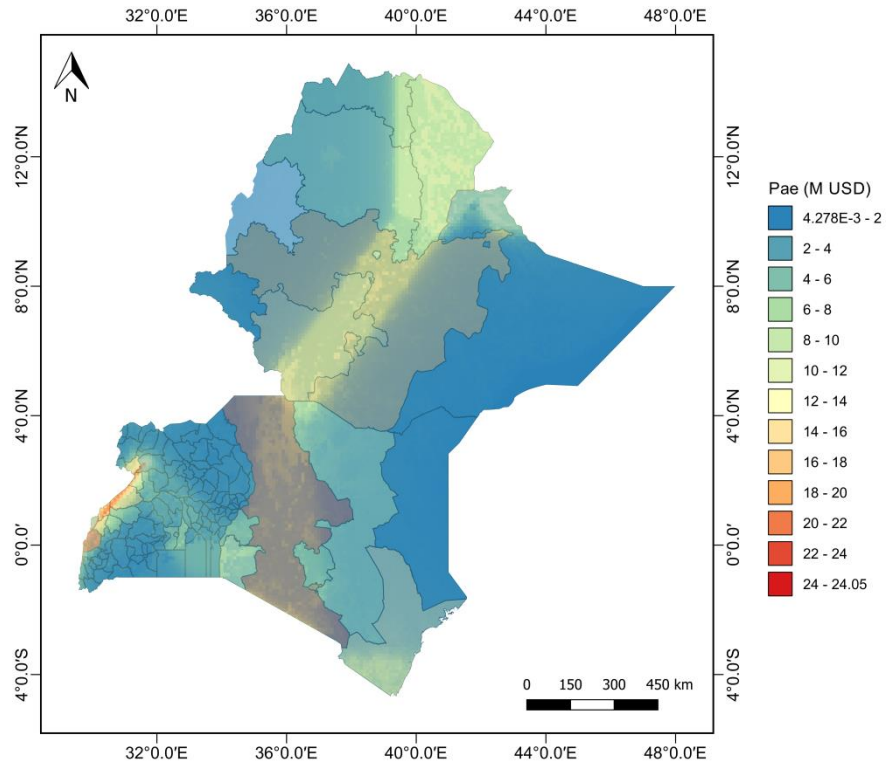 32°0.0′E 36°0.0′E 40°0.0′E 44°0.0′E 48°0.0′E
N
12°0.0′N 12°0.0′N
8°0.0′N 8°0.0′N
4°0.0′N 4°0.0′N
0°0.0′ 0°0.0′
4°0.0′S 4°0.0′S
Pae (M USD)
4.278E-3 - 2
2 - 4
4 - 6
6 - 8
8 - 10
10 - 12
12 - 14
14 - 16
16 - 18
18 - 20
20 - 22
22 - 24
24 - 24.05
0 150 300 450 km
32°0.0′E 36°0.0′E 40°0.0′E 44°0.0′E 48°0.0′E